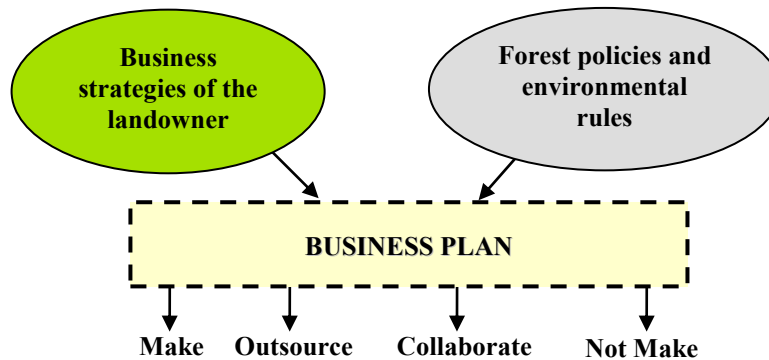 Business
strategies of the
landowner
Forest policies and
environmental
rules
BUSINESS PLAN
Make Outsource Collaborate Not Make